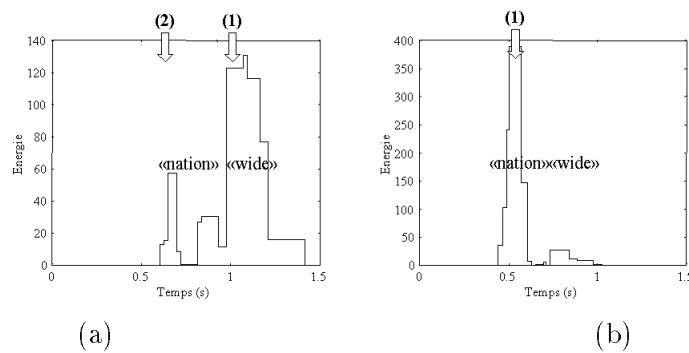 (2) (1)
140
120
100
80
60
40
20
0
Energie
«nation» «wide»
0 0.5 1 1.5
Temps (s)
(a)
(1)
400
350
300
250
200
150
100
50
0
Energie
«nation»«wide»
0 0.5 1 1.5
Temps (s)
(b)